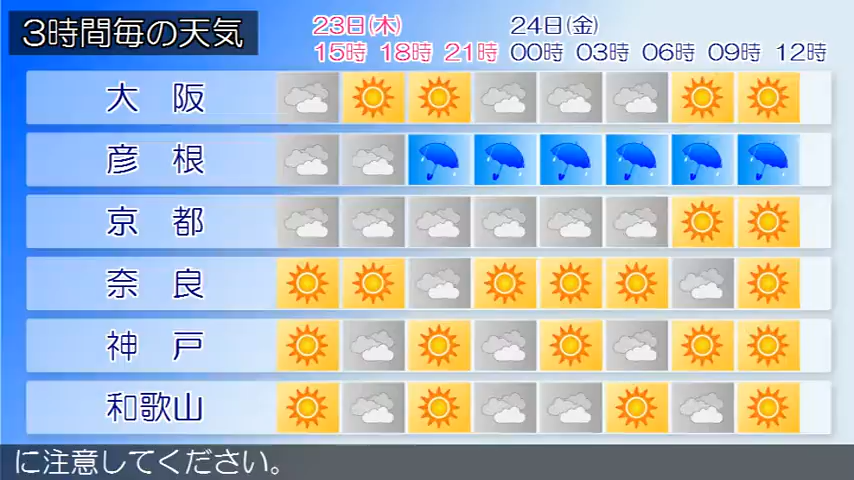 3時間毎の天気
23日(木) 24日(金)
15時 18時 21時 00時 03時 06時 09時 12時
大 阪
彦 根
京 都
奈 良
神 戸
和歌山
に注意してください。